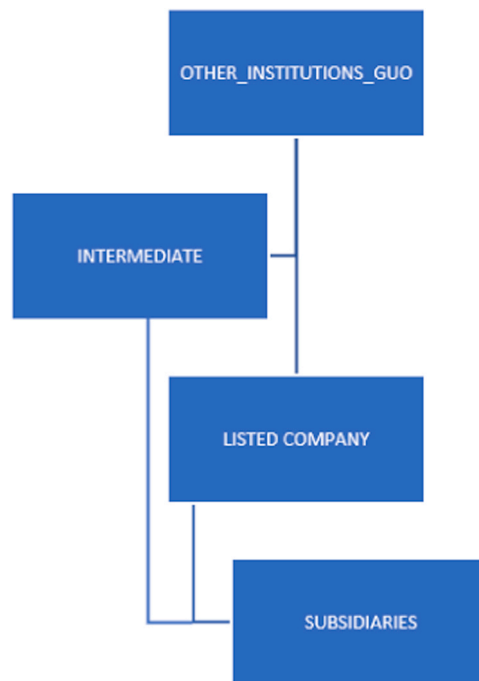 OTHER_INSTITUTIONS_GUO
INTERMEDIATE
LISTED COMPANY
SUBSIDIARIES